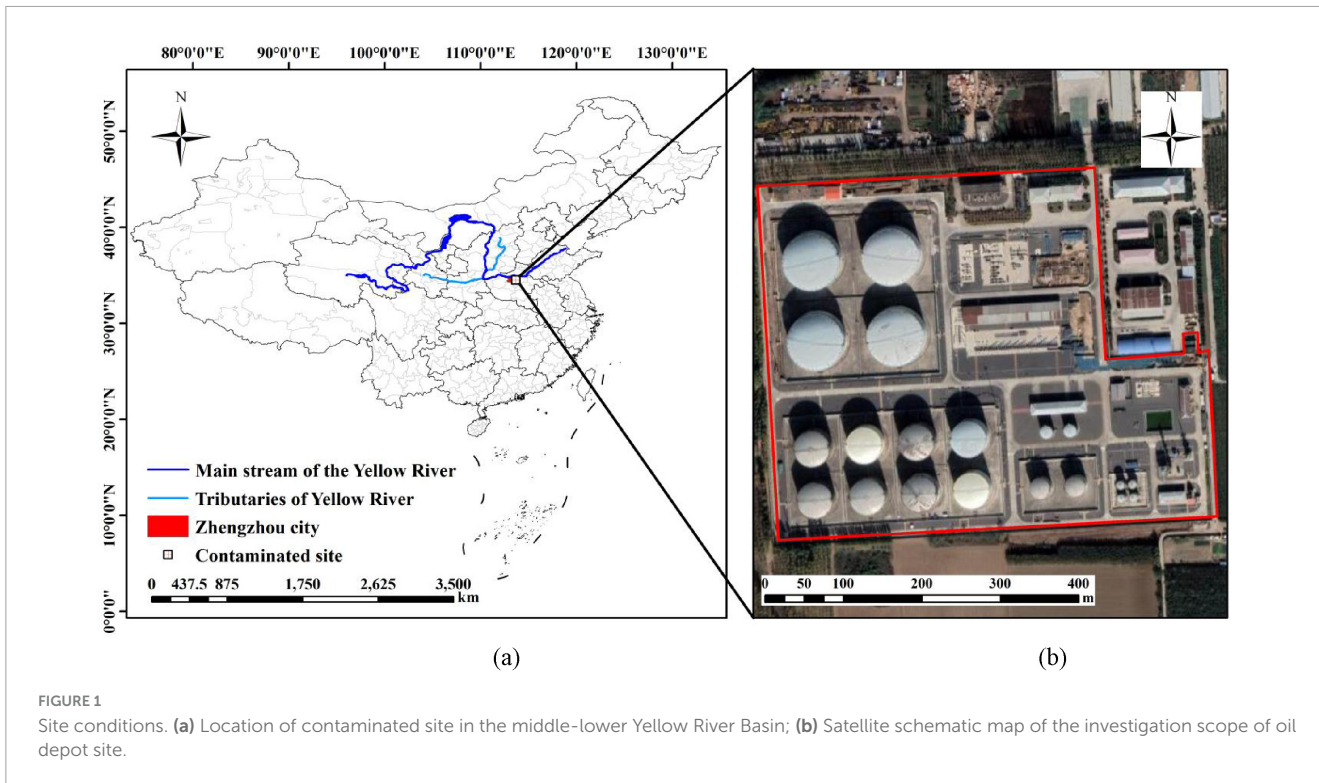 80°0'0"E 90°0'0"E 100°0'0"E 110°0'0"E 120°0'0"E 130°0'0"E
N
50°0'0"N
40°0'0"N
30°0'0"N
20°0'0"N
10°0'0"N
0°0'0"
Main stream of the Yellow River
Tributaries of Yellow River
Zhengzhou city
Contaminated site
0 437.5 875 1,750 2,625 3,500
km
N
0 50 100 200 300 400
m
(a)
(b)
FIGURE 1
Site conditions. (a) Location of contaminated site in the middle-lower Yellow River Basin; (b) Satellite schematic map of the investigation scope of oil
depot site.